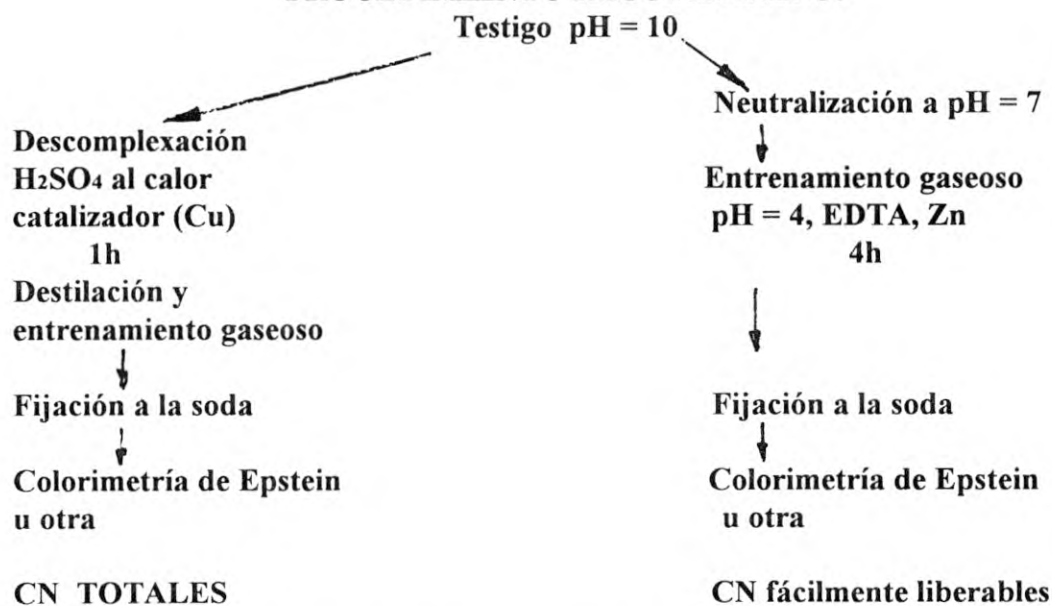 Testigo pH = 10
Descomplexación
H2SO4 al calor
catalizador (Cu)
1h
Destilación y
entrenamiento gaseoso
Fijación a la soda
Colorimetría de Epstein
u otra
CN TOTALES
Neutralización a pH = 7
Entrenamiento gaseoso
pH = 4, EDTA, Zn
4h
Fijación a la soda
Colorimetría de Epstein
u otra
CN fácilmente liberables